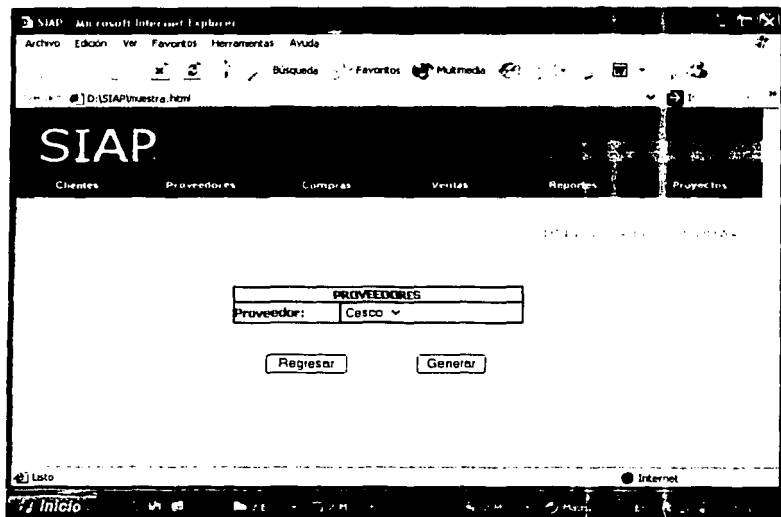 SIAP Microsoft Internet Explorer
Archivo Edición Ver Favoritos Herramientas Ayuda
Búsqueda Favoritos Multimedia
D:\SIAP\muestra.html
SIAP
Clientes Proveedores Compras Ventas Reportes Proyectos
PROVEEDORES
Proveedor: Cesco
Regresar Generar
Listo Internet
Inicio